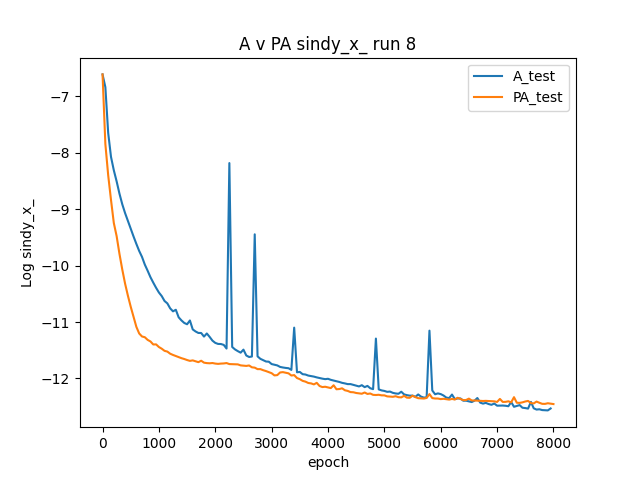 A v PA sindy_x_ run 8
A_test
PA_test
Log sindy_x_
−7
−8
−9
−10
−11
−12
0 1000 2000 3000 4000 5000 6000 7000 8000
epoch